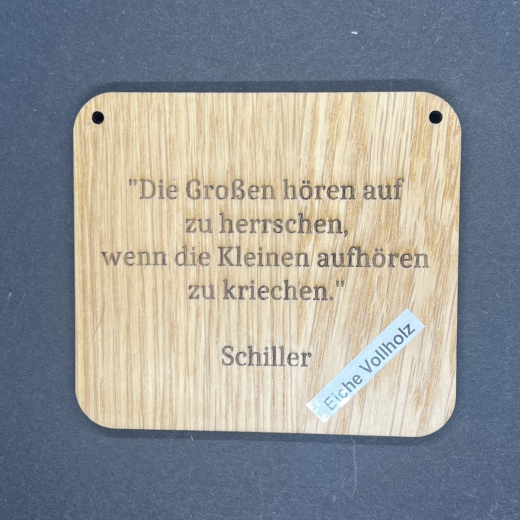 "Die Großen hören auf
zu herrschen,
wenn die Kleinen aufhören
zu kriechen."
Schiller
Eiche Vollholz